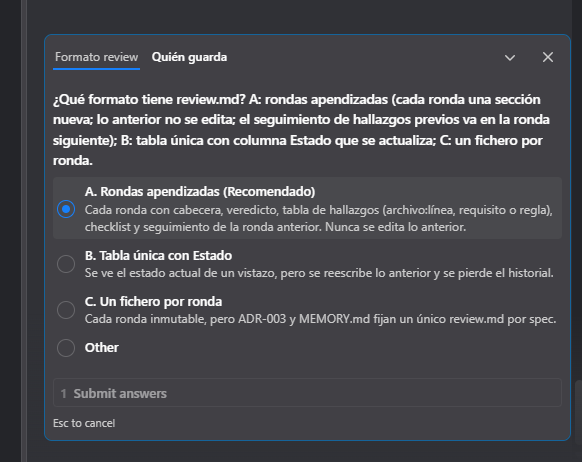 Formato review Quién guarda
¿Qué formato tiene review.md? A: rondas apendizadas (cada ronda una sección
nueva; lo anterior no se edita; el seguimiento de hallazgos previos va en la ronda
siguiente); B: tabla única con columna Estado que se actualiza; C: un fichero por
ronda.
A. Rondas apendizadas (Recomendado)
Cada ronda con cabecera, veredicto, tabla de hallazgos (archivo:línea, requisito o regla),
checklist y seguimiento de la ronda anterior. Nunca se edita lo anterior.
B. Tabla única con Estado
Se ve el estado actual de un vistazo, pero se reescribe lo anterior y se pierde el historial.
C. Un fichero por ronda
Cada ronda inmutable, pero ADR-003 y MEMORY.md fijan un único review.md por spec.
Other
1 Submit answers
Esc to cancel